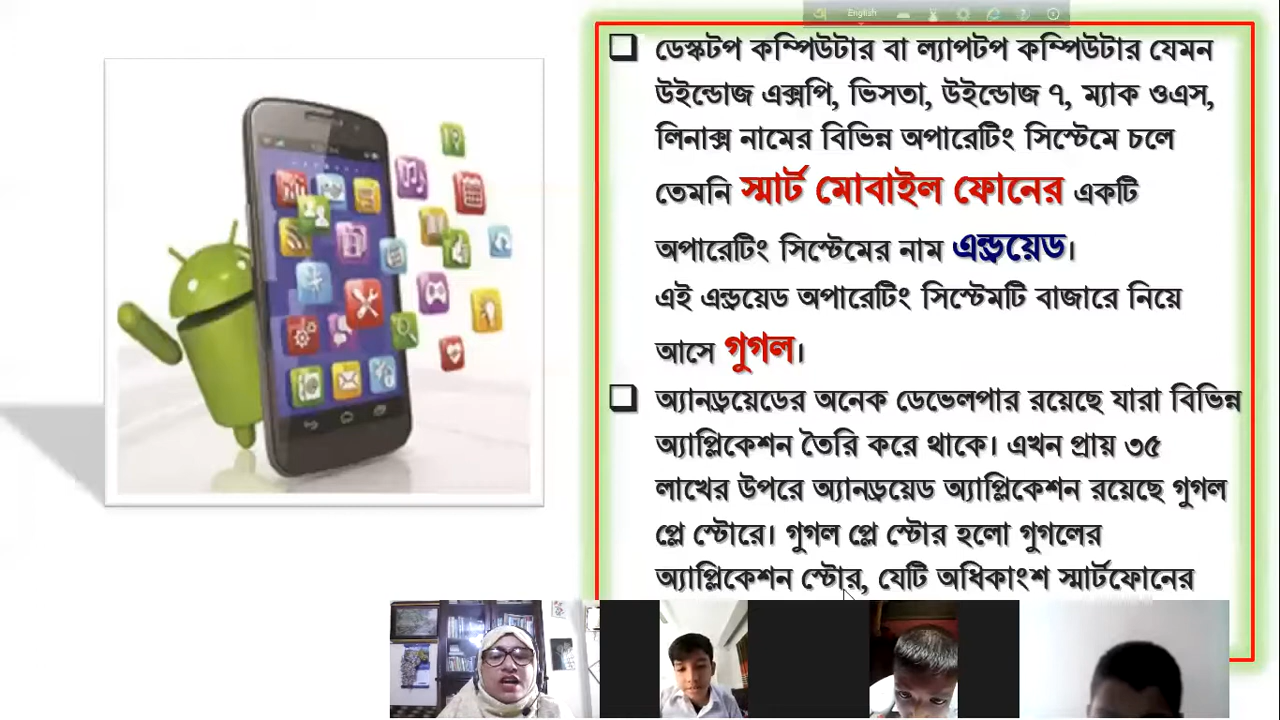 English
ডেস্কটপ কম্পিউটার বা ল্যাপটপ কম্পিউটার যেমন
উইন্ডোজ এক্সপি, ভিসতা, উইন্ডোজ ৭, ম্যাক ওএস,
লিনাক্স নামের বিভিন্ন অপারেটিং সিস্টেমে চলে
তেমনি স্মার্ট মোবাইল ফোনের একটি
অপারেটিং সিস্টেমের নাম এন্ড্রয়েড।
এই এন্ড্রয়েড অপারেটিং সিস্টেমটি বাজারে নিয়ে
আসে গুগল।
অ্যানড্রয়েডের অনেক ডেভেলপার রয়েছে যারা বিভিন্ন
অ্যাপ্লিকেশন তৈরি করে থাকে। এখন প্রায় ৩৫
লাখের উপরে অ্যানড্রয়েড অ্যাপ্লিকেশন রয়েছে গুগল
প্লে স্টোরে। গুগল প্লে স্টোর হলো গুগলের
অ্যাপ্লিকেশন স্টোর, যেটি অধিকাংশ স্মার্টফোনের